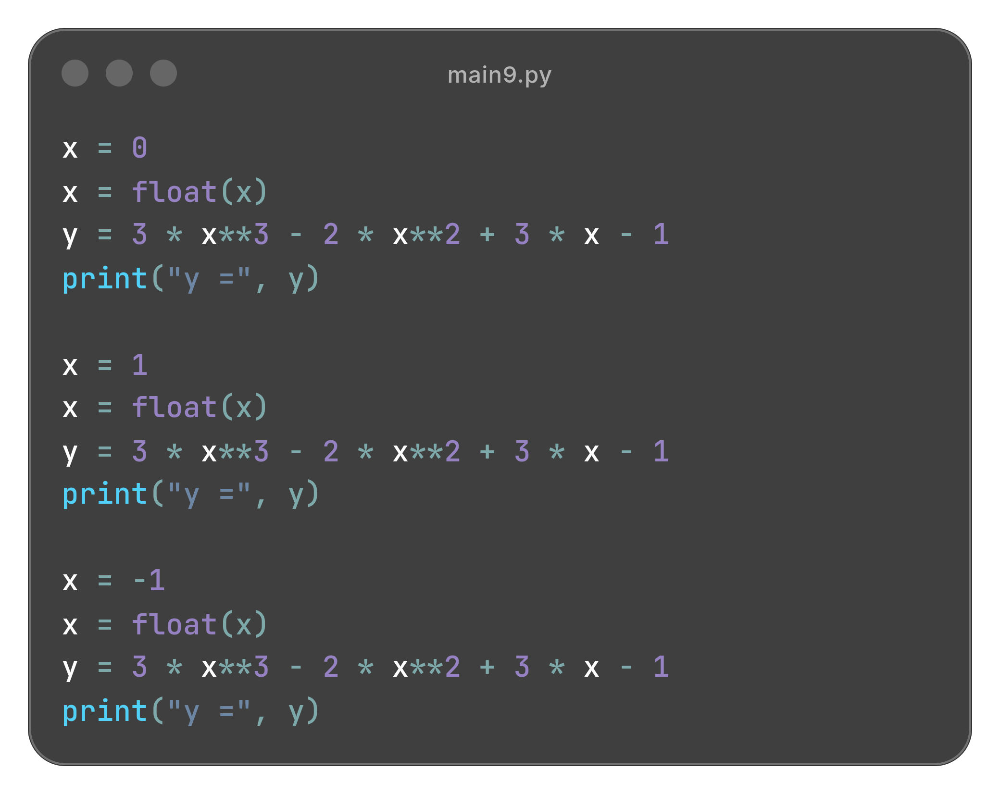 main9.py
x = 0
x = float(x)
y = 3 * x**3 - 2 * x**2 + 3 * x - 1
print("y =", y)
x = 1
x = float(x)
y = 3 * x**3 - 2 * x**2 + 3 * x - 1
print("y =", y)
x = -1
x = float(x)
y = 3 * x**3 - 2 * x**2 + 3 * x - 1
print("y =", y)